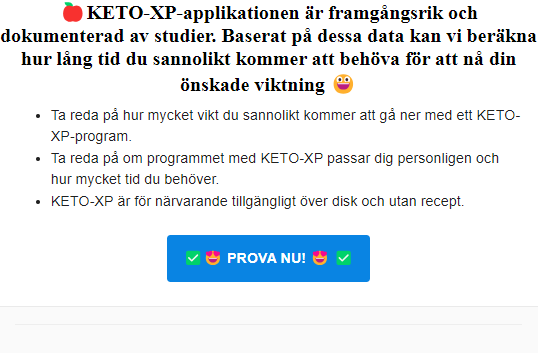 🍎KETO-XP-applikationen är framgångsrik och
dokumenterad av studier. Baserat på dessa data kan vi beräkna
hur lång tid du sannolikt kommer att behöva för att nå din
önskade viktning 😀
• Ta reda på hur mycket vikt du sannolikt kommer att gå ner med ett KETO-
XP-program.
• Ta reda på om programmet med KETO-XP passar dig personligen och
hur mycket tid du behöver.
• KETO-XP är för närvarande tillgängligt över disk och utan recept.
✅😍 PROVA NU! 😍 ✅